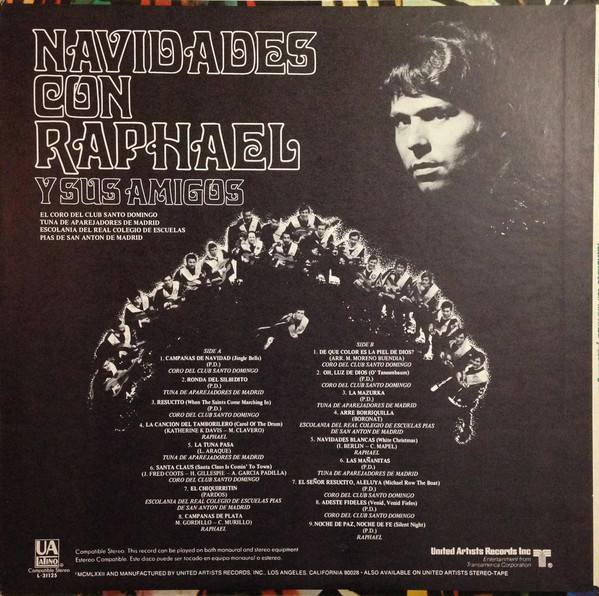 NAVIDADES
CON
RAPHAEL
Y SUS AMIGOS
EL CORO DEL CLUB SANTO DOMINGO
TUNA DE APAREJADORES DE MADRID
ESCOLANIA DEL REAL COLEGIO DE ESCUELAS
PIAS DE SAN ANTON DE MADRID
SIDE A
1. CAMPANAS DE NAVIDAD (Jingle Bells)
(P.D.)
CORO DEL CLUB SANTO DOMINGO
2. RONDA DEL SILBIDITO
(P.D.)
TUNA DE APAREJADORES DE MADRID
3. RESUCITO (When The Saints Come Marching In)
(P.D.)
CORO DEL CLUB SANTO DOMINGO
4. LA CANCION DEL TAMBORILERO (Carol Of The Drum)
(KATHERINE K DAVIS – M. CLAVERO)
RAPHAEL
5. LA TUNA PASA
(L. ARAQUE)
TUNA DE APAREJADORES DE MADRID
6. SANTA CLAUS (Santa Claus Is Comin' To Town)
(J. FRED COOTS – H. GILLESPIE – A. GARCIA PADILLA)
CORO DEL CLUB SANTO DOMINGO
7. EL CHIQUIRRITIN
(PARDOS)
ESCOLANIA DEL REAL COLEGIO DE ESCUELAS PIAS
DE SAN ANTON DE MADRID
8. CAMPANAS DE PLATA
M. GORDILLO – C. MURILLO)
RAPHAEL
SIDE B
1. DE QUE COLOR ES LA PIEL DE DIOS?
(ARR. M. MORENO BUENDIA)
CORO DEL CLUB SANTO DOMINGO
2. OH, LUZ DE DIOS (O' Tannenbaum)
(P.D.)
CORO DEL CLUB SANTO DOMINGO
3. LA MAZURKA
(P.D.)
TUNA DE APAREJADORES DE MADRID
4. ARRE BORRIQUILLA
(BORONAT)
ESCOLANIA DEL REAL COLEGIO DE ESCUELAS PIAS
DE SAN ANTON DE MADRID
5. NAVIDADES BLANCAS (White Christmas)
(I. BERLIN – C. MAPEL)
RAPHAEL
6. LAS MAÑANITAS
(P.D.)
TUNA DE APAREJADORES DE MADRID
7. EL SEÑOR RESUCITO, ALELUYA (Michael Row The Boat)
(P.D.)
CORO DEL CLUB SANTO DOMINGO
8. ADESTE FIDELES (Venid, Venid Fieles)
(P.D.)
CORO DEL CLUB SANTO DOMINGO
9. NOCHE DE PAZ, NOCHE DE FE (Silent Night)
(P.D.)
RAPHAEL
UA
LATINO
Compatible Stereo
L-31125
Compatible Stereo. This record can be played on both monaural and stereo equipment
Estereo Compatible. Este disco puede ser tocado en equipo monaural o estereo.
United Artists Records Inc
Entertainment from
Transamerica Corporation
℗MCMLXXII AND MANUFACTURED BY UNITED ARTISTS RECORDS, INC., LOS ANGELES, CALIFORNIA 90028 • ALSO AVAILABLE ON UNITED ARTISTS STEREO-TAPE